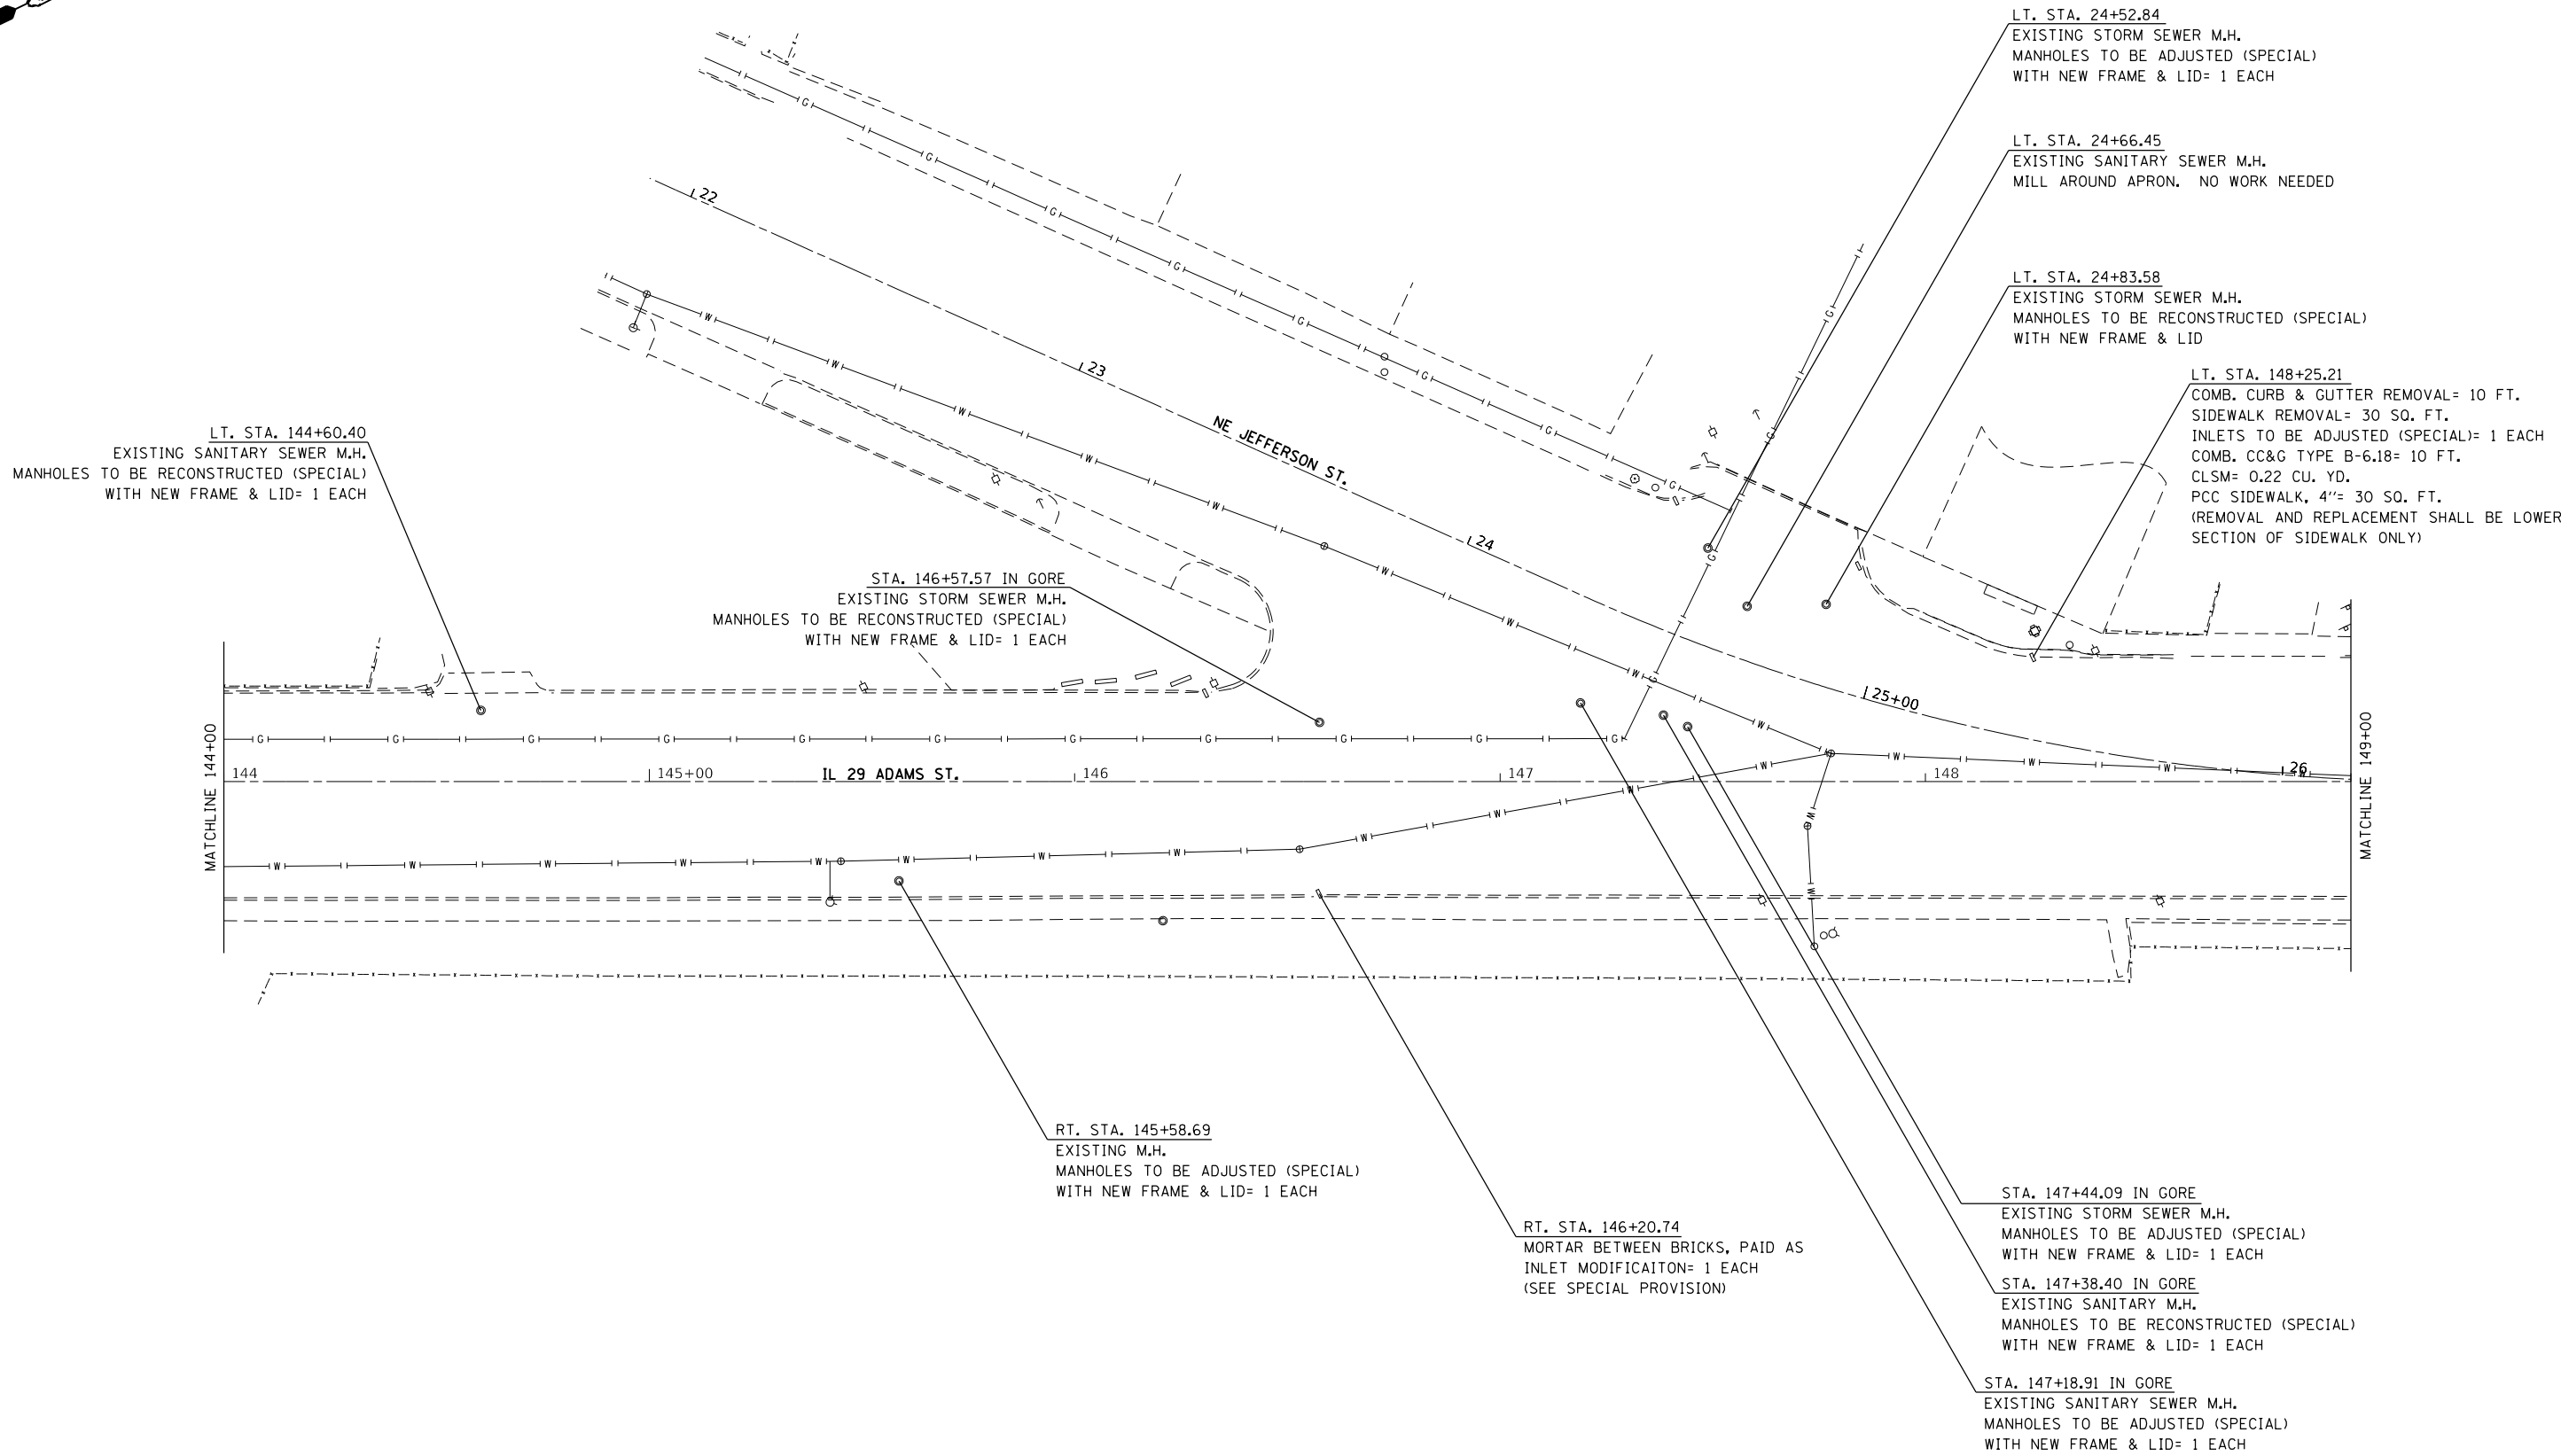 LT. STA. 24+52.84
EXISTING STORM SEWER M.H.
MANHOLES TO BE ADJUSTED (SPECIAL)
WITH NEW FRAME & LID= 1 EACH
LT. STA. 24+66.45
EXISTING SANITARY SEWER M.H.
MILL AROUND APRON. NO WORK NEEDED
LT. STA. 24+83.58
EXISTING STORM SEWER M.H.
MANHOLES TO BE RECONSTRUCTED (SPECIAL)
WITH NEW FRAME & LID
LT. STA. 148+25.21
COMB. CURB & GUTTER REMOVAL= 10 FT.
SIDEWALK REMOVAL= 30 SQ. FT.
INLETS TO BE ADJUSTED (SPECIAL)= 1 EACH
COMB. CC&G TYPE B-6.18= 10 FT.
CLSM= 0.22 CU. YD.
PCC SIDEWALK, 4''= 30 SQ. FT.
(REMOVAL AND REPLACEMENT SHALL BE LOWER
SECTION OF SIDEWALK ONLY)
22
23
NE JEFFERSON ST.
24
25+00
26
LT. STA. 144+60.40
EXISTING SANITARY SEWER M.H.
MANHOLES TO BE RECONSTRUCTED (SPECIAL)
WITH NEW FRAME & LID= 1 EACH
STA. 146+57.57 IN GORE
EXISTING STORM SEWER M.H.
MANHOLES TO BE RECONSTRUCTED (SPECIAL)
WITH NEW FRAME & LID= 1 EACH
MATCHLINE 144+00
144
145+00
IL 29 ADAMS ST.
146
147
148
MATCHLINE 149+00
RT. STA. 145+58.69
EXISTING M.H.
MANHOLES TO BE ADJUSTED (SPECIAL)
WITH NEW FRAME & LID= 1 EACH
RT. STA. 146+20.74
MORTAR BETWEEN BRICKS, PAID AS
INLET MODIFICAITON= 1 EACH
(SEE SPECIAL PROVISION)
STA. 147+44.09 IN GORE
EXISTING STORM SEWER M.H.
MANHOLES TO BE ADJUSTED (SPECIAL)
WITH NEW FRAME & LID= 1 EACH
STA. 147+38.40 IN GORE
EXISTING SANITARY M.H.
MANHOLES TO BE RECONSTRUCTED (SPECIAL)
WITH NEW FRAME & LID= 1 EACH
STA. 147+18.91 IN GORE
EXISTING SANITARY SEWER M.H.
MANHOLES TO BE ADJUSTED (SPECIAL)
WITH NEW FRAME & LID= 1 EACH